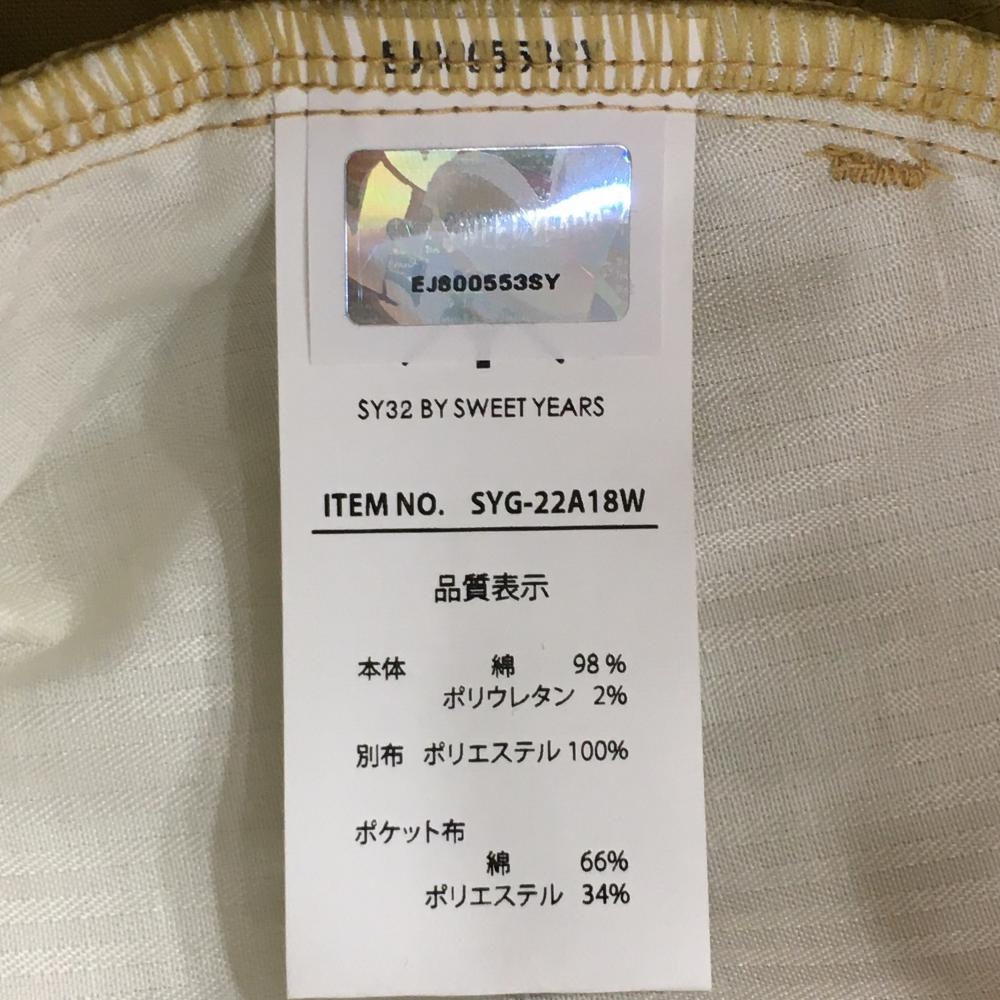 EJ800553SY
EJ800553SY
SY32 BY SWEET YEARS
ITEM NO. SYG-22A18W
品質表示
本体 綿 98%
ポリウレタン 2%
別布 ポリエステル 100%
ポケット布
綿 66%
ポリエステル 34%